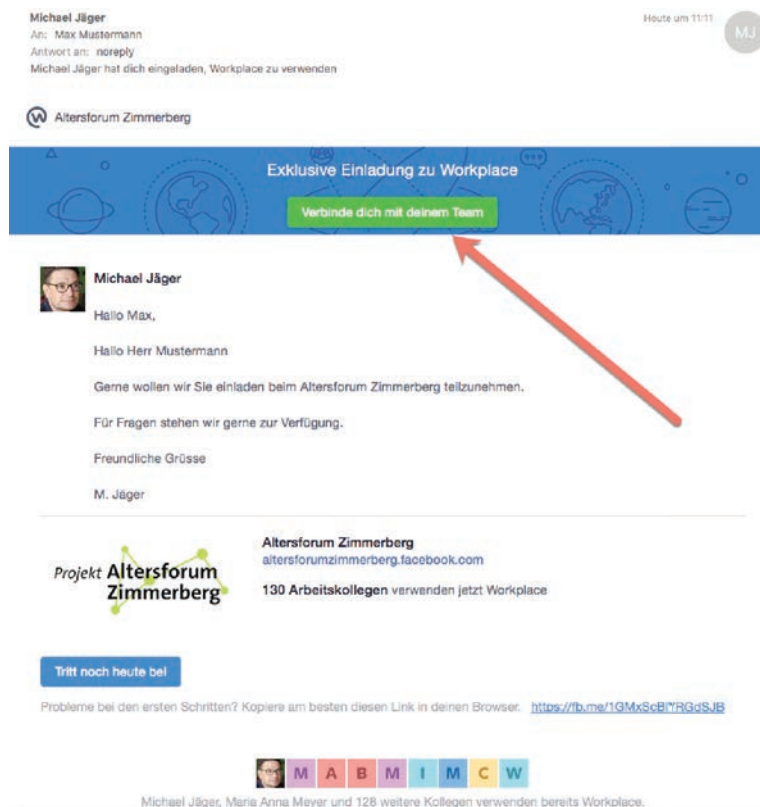 Michael Jäger
Heute um 11:11
An: Max Mustermann
MJ
Antwort an: noreply
Michael Jäger hat dich eingeladen, Workplace zu verwenden
Altersforum Zimmerberg
Exklusive Einladung zu Workplace
Verbinde dich mit deinem Team
Michael Jäger
Hallo Max,
Hallo Herr Mustermann
Gerne wollen wir Sie einladen beim Altersforum Zimmerberg teilzunehmen.
Für Fragen stehen wir gerne zur Verfügung.
Freundliche Grüsse
M. Jäger
Projekt Altersforum
Zimmerberg
Altersforum Zimmerberg
altersforumzimmerberg.facebook.com
130 Arbeitskollegen verwenden jetzt Workplace
Tritt noch heute bei
Probleme bei den ersten Schritten? Kopiere am besten diesen Link in deinen Browser.
M A B M I M C W
Michael Jäger, Maria Anna Meyer und 128 weitere Kollegen verwenden bereits Workplace.